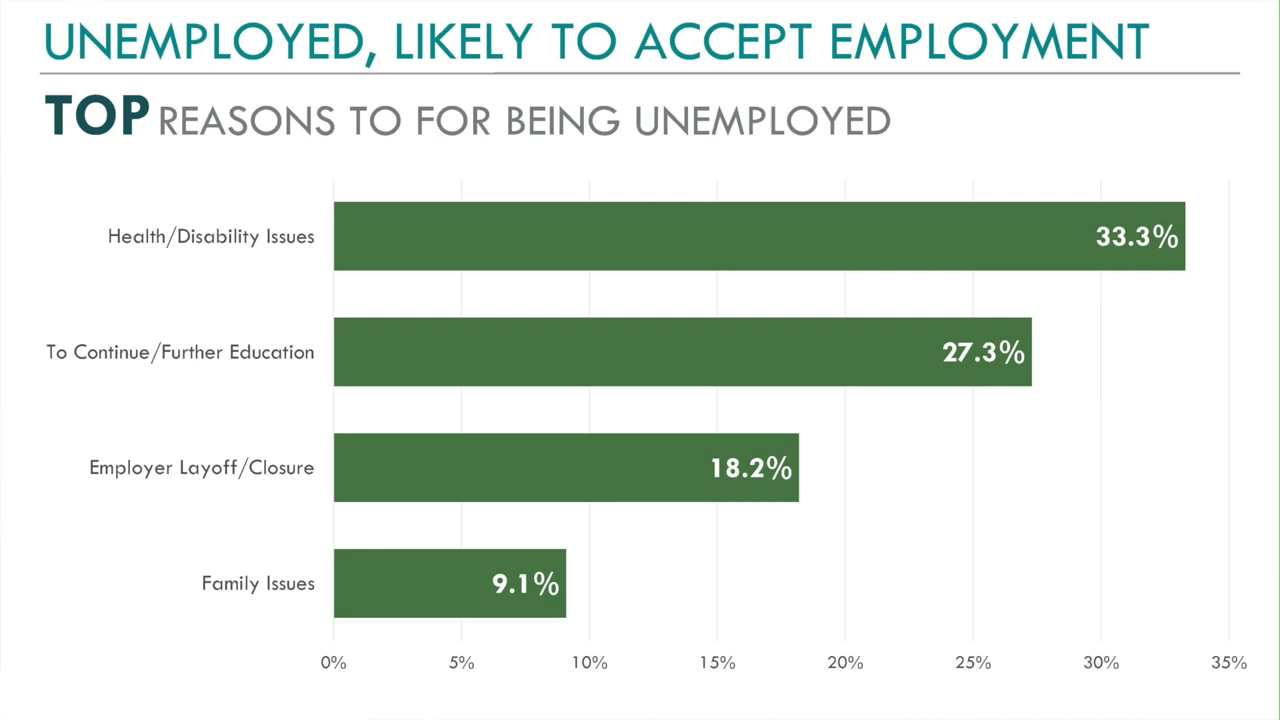 UNEMPLOYED, LIKELY TO ACCEPT EMPLOYMENT
TOP REASONS TO FOR BEING UNEMPLOYED
Health/Disability Issues 33.3%
To Continue/Further Education 27.3%
Employer Layoff/Closure 18.2%
Family Issues 9.1%
0% 5% 10% 15% 20% 25% 30% 35%